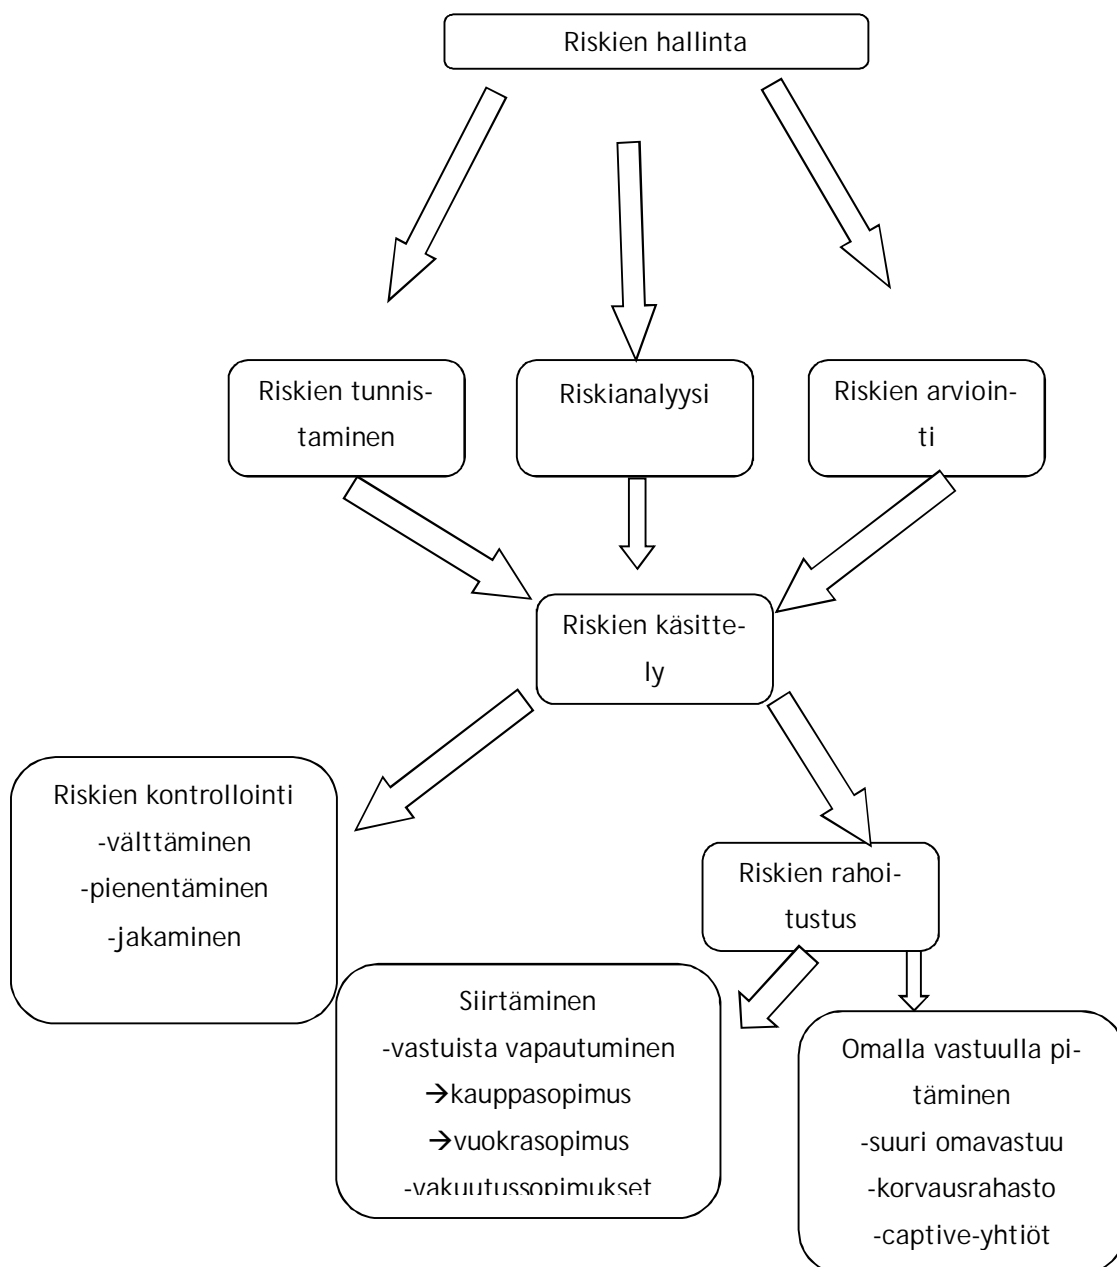 Riskien hallinta
Riskien tunnis-
taminen
Riskianalyysi
Riskien arvioin-
ti
Riskien käsitte-
ly
Riskien kontrollointi
-välttäminen
-pienentäminen
-jakaminen
Riskien rahoi-
tustus
Siirtäminen
-vastuista vapautuminen
→kauppasopimus
→vuokrasopimus
-vakuutussopimukset
Omalla vastuulla pi-
täminen
-suuri omavastuu
-korvausrahasto
-captive-yhtiöt